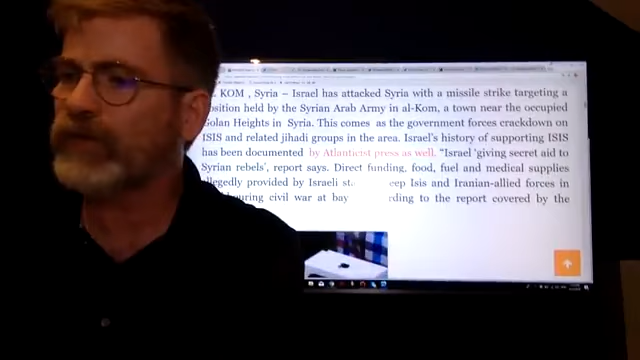 KOM , Syria – Israel has attacked Syria with a missile strike targeting a
position held by the Syrian Arab Army in al-Kom, a town near the occupied
Golan Heights in Syria. This comes as the government forces crackdown on
ISIS and related jihadi groups in the area. Israel's history of supporting ISIS
has been documented by Atlanticist press as well. “Israel 'giving secret aid to
Syrian rebels', report says. Direct funding, food, fuel and medical supplies
allegedly provided by Israeli eep Isis and Iranian-allied forces in
ouring civil war at bay rding to the report covered by the